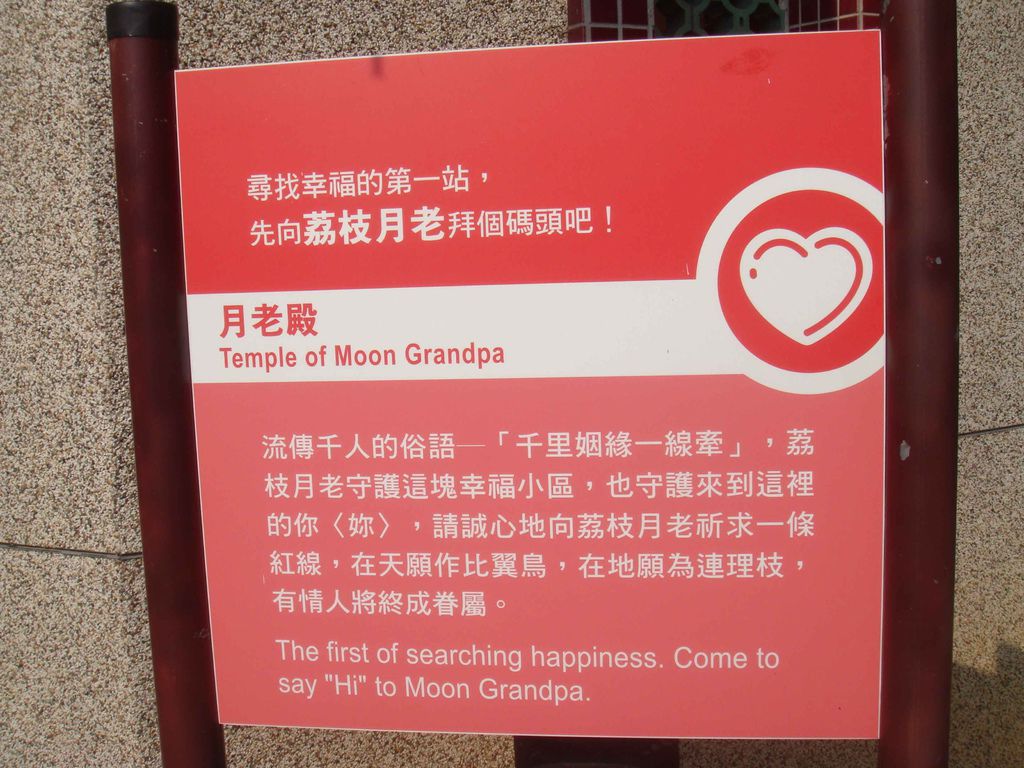 尋找幸福的第一站，
先向荔枝月老拜個碼頭吧！
月老殿
Temple of Moon Grandpa
流傳千人的俗語─「千里姻緣一線牽」，荔
枝月老守護這塊幸福小區，也守護來到這裡
的你〈妳〉，請誠心地向荔枝月老祈求一條
紅線，在天願作比翼鳥，在地願為連理枝，
有情人將終成眷屬。
The first of searching happiness. Come to
say "Hi" to Moon Grandpa.